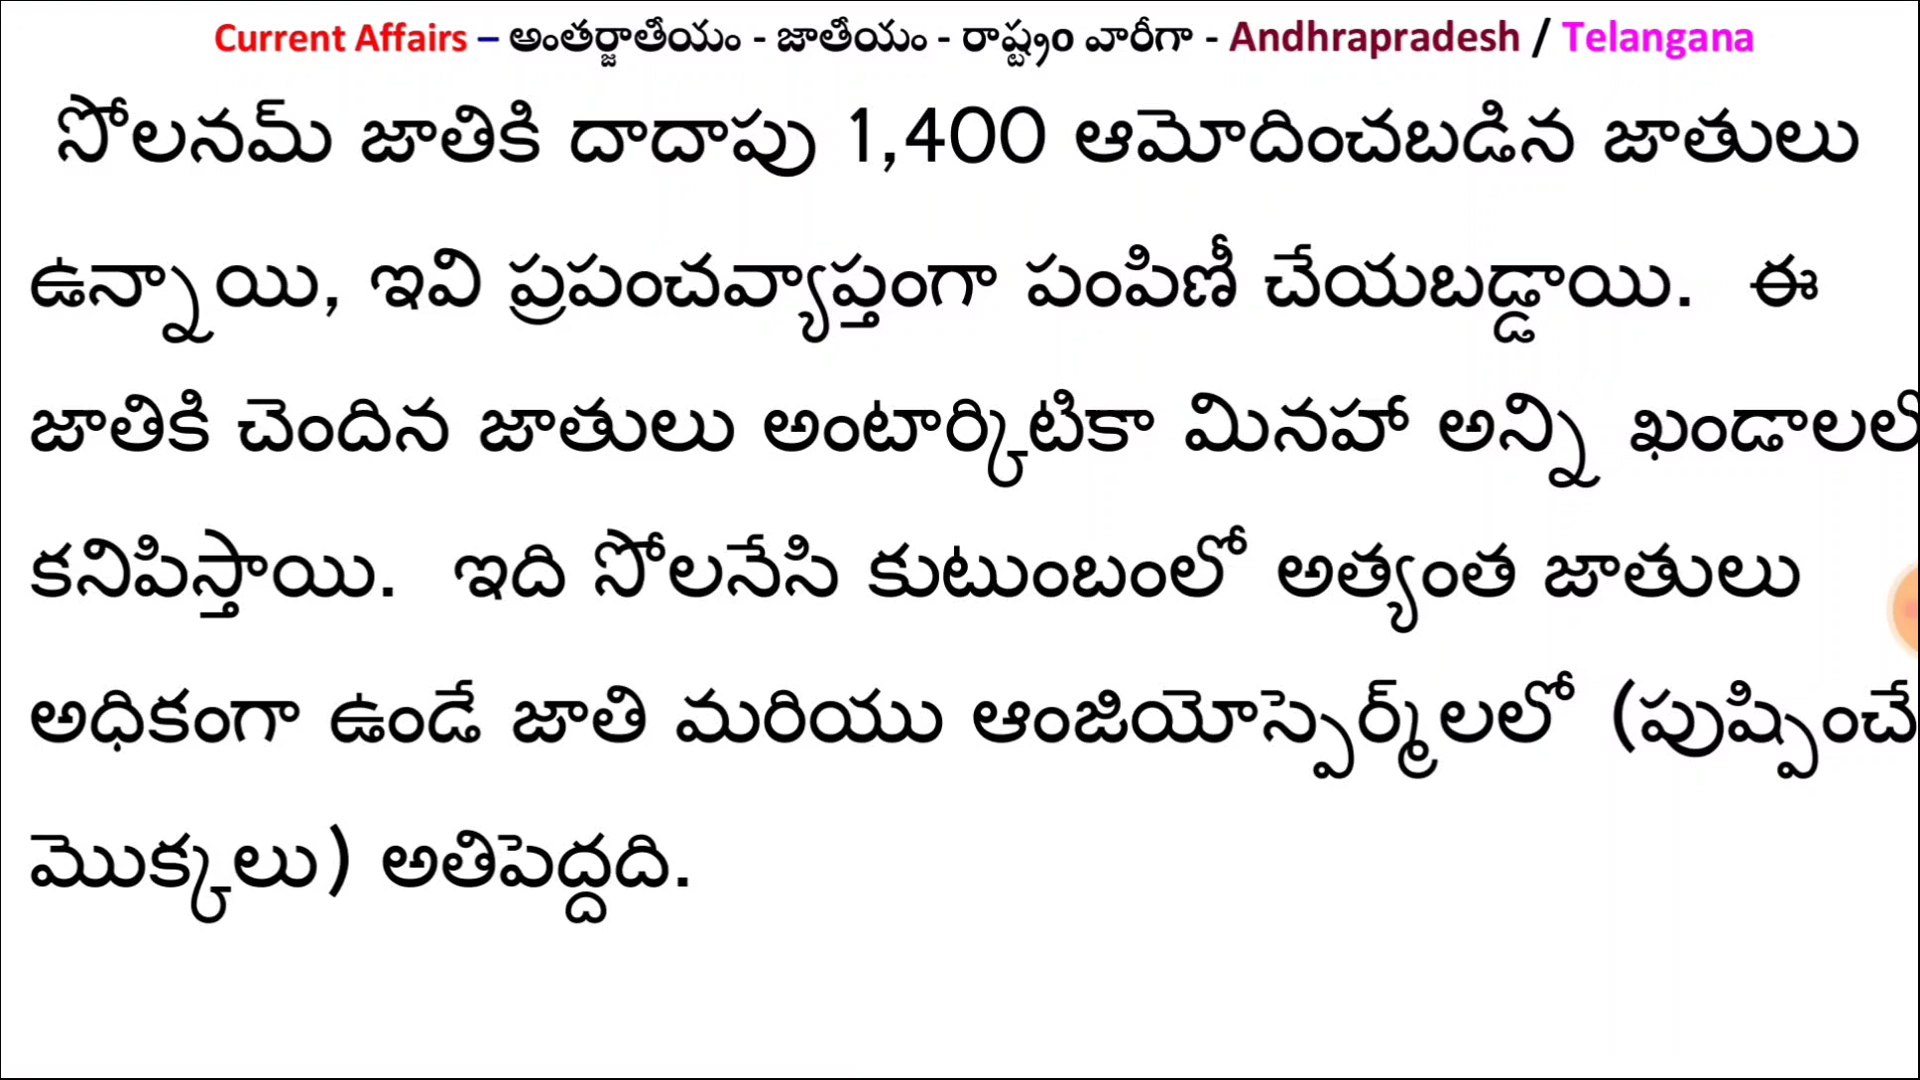 Current Affairs – అంతర్జాతీయం - జాతీయం - రాష్ట్రం వారీగా - Andhrapradesh / Telangana
సోలనమ్ జాతికి దాదాపు 1,400 ఆమోదించబడిన జాతులు
ఉన్నాయి, ఇవి ప్రపంచవ్యాప్తంగా పంపిణీ చేయబడ్డాయి. ఈ
జాతికి చెందిన జాతులు అంటార్కిటికా మినహా అన్ని ఖండాలలో
కనిపిస్తాయి. ఇది సోలనేసి కుటుంబంలో అత్యంత జాతులు
అధికంగా ఉండే జాతి మరియు ఆంజియోస్పెర్మ్‌లలో (పుష్పించే
మొక్కలు) అతిపెద్దది.